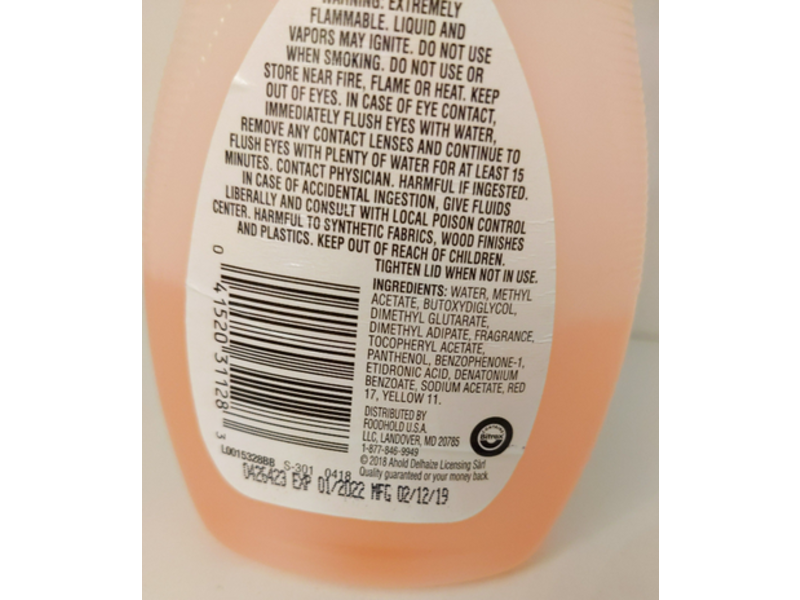 WARNING: EXTREMELY
FLAMMABLE. LIQUID AND
VAPORS MAY IGNITE. DO NOT USE
WHEN SMOKING. DO NOT USE OR
STORE NEAR FIRE, FLAME OR HEAT. KEEP
OUT OF EYES. IN CASE OF EYE CONTACT,
IMMEDIATELY FLUSH EYES WITH WATER,
REMOVE ANY CONTACT LENSES AND CONTINUE TO
FLUSH EYES WITH PLENTY OF WATER FOR AT LEAST 15
MINUTES. CONTACT PHYSICIAN. HARMFUL IF INGESTED.
IN CASE OF ACCIDENTAL INGESTION, GIVE FLUIDS
LIBERALLY AND CONSULT WITH LOCAL POISON CONTROL
CENTER. HARMFUL TO SYNTHETIC FABRICS, WOOD FINISHES
AND PLASTICS. KEEP OUT OF REACH OF CHILDREN.
TIGHTEN LID WHEN NOT IN USE.
INGREDIENTS: WATER, METHYL
ACETATE, BUTOXYDIGLYCOL,
DIMETHYL GLUTARATE,
DIMETHYL ADIPATE, FRAGRANCE,
TOCOPHERYL ACETATE,
PANTHENOL, BENZOPHENONE-1,
ETIDRONIC ACID, DENATONIUM
BENZOATE, SODIUM ACETATE, RED
17, YELLOW 11.
DISTRIBUTED BY
FOODHOLD U.S.A.
LLC, LANDOVER, MD 20785
1-877-846-9949
© 2018 Ahold Delhaize Licensing Sàrl
Quality guaranteed or your money back.
Bitrex
0 41520 31128 3
L0015328BB S-301 0418
0426423 EXP 01/2022 MFG 02/12/19